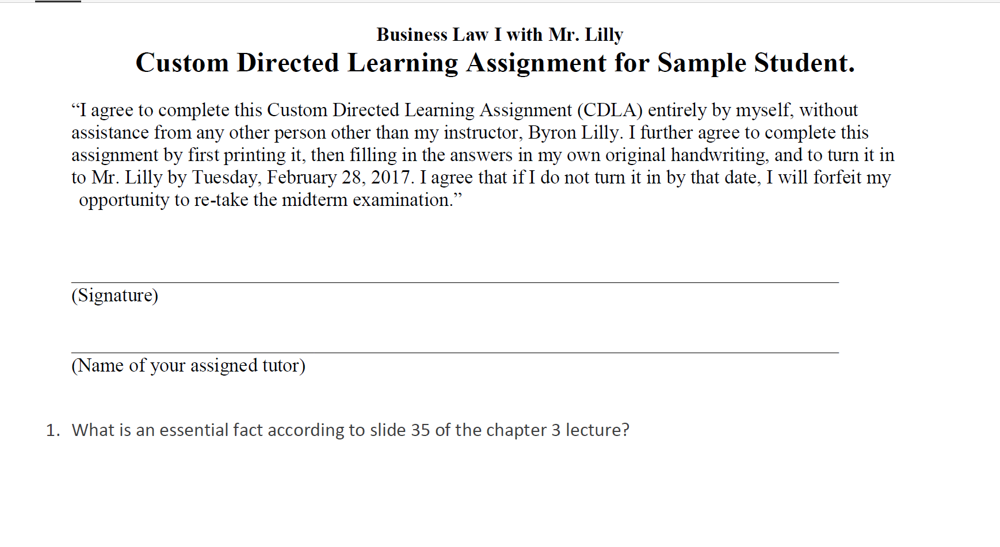 Business Law I with Mr. Lilly
Custom Directed Learning Assignment for Sample Student.
“I agree to complete this Custom Directed Learning Assignment (CDLA) entirely by myself, without
assistance from any other person other than my instructor, Byron Lilly. I further agree to complete this
assignment by first printing it, then filling in the answers in my own original handwriting, and to turn it in
to Mr. Lilly by Tuesday, February 28, 2017. I agree that if I do not turn it in by that date, I will forfeit my
opportunity to re-take the midterm examination.”
(Signature)
(Name of your assigned tutor)
1. What is an essential fact according to slide 35 of the chapter 3 lecture?